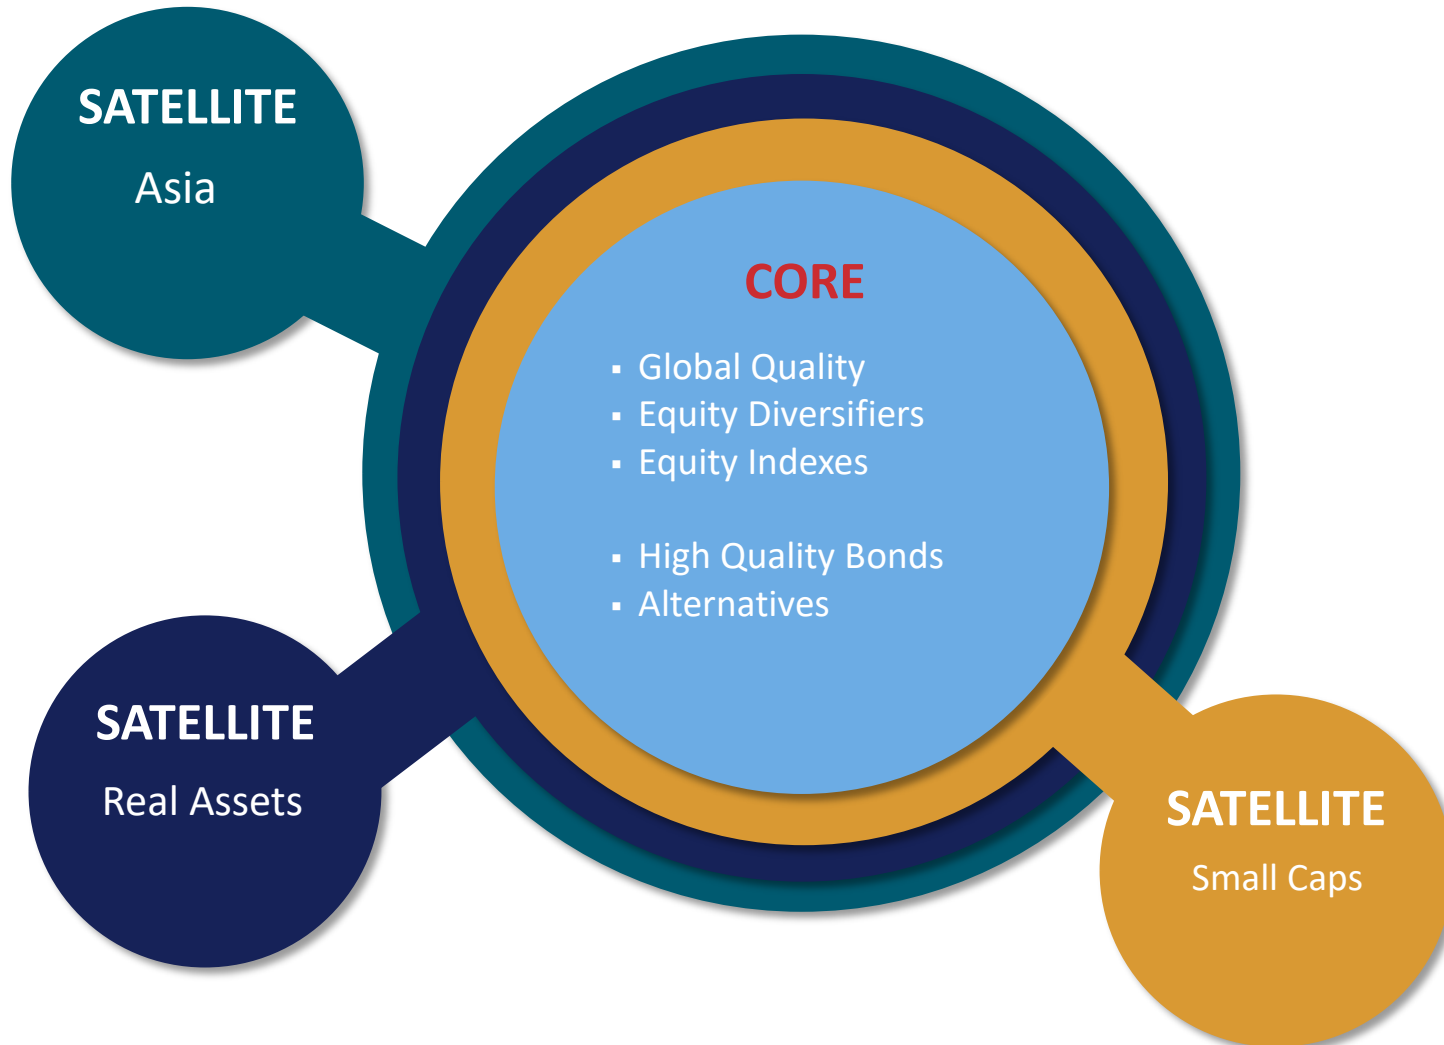 SATELLITE
Asia
CORE
▪ Global Quality
▪ Equity Diversifiers
▪ Equity Indexes
▪ High Quality Bonds
▪ Alternatives
SATELLITE
Real Assets
SATELLITE
Small Caps